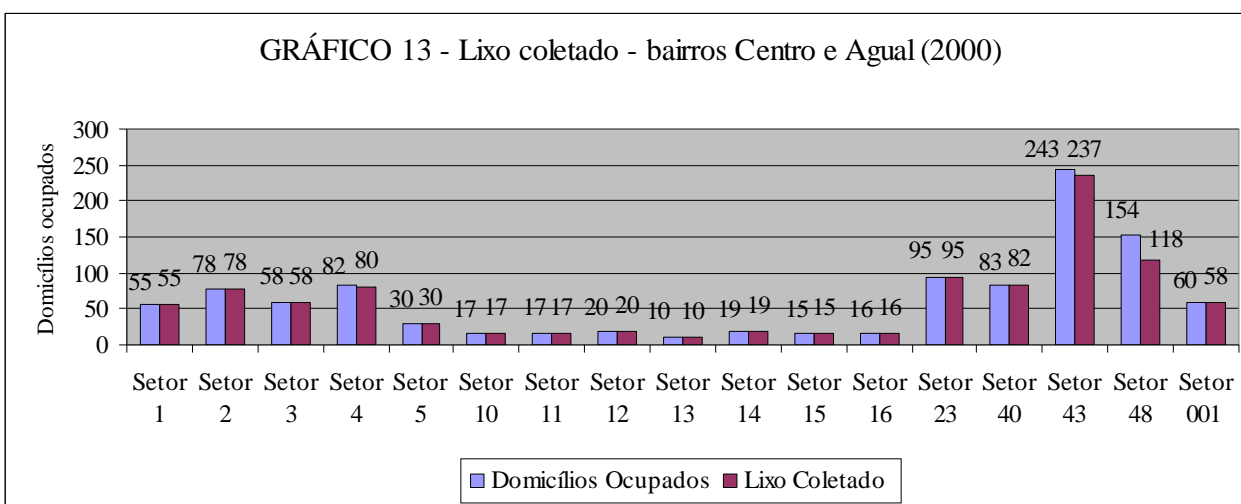 GRÁFICO 13 - Lixo coletado - bairros Centro e Agual (2000)
Domicílios ocupados
300
250
200
150
100
50
0
55 55
78 78
58 58
82 80
30 30
17 17
17 17
20 20
10 10
19 19
15 15
16 16
95 95
83 82
243 237
154 118
60 58
Setor 1
Setor 2
Setor 3
Setor 4
Setor 5
Setor 10
Setor 11
Setor 12
Setor 13
Setor 14
Setor 15
Setor 16
Setor 23
Setor 40
Setor 43
Setor 48
Setor 001
Domicílios Ocupados Lixo Coletado